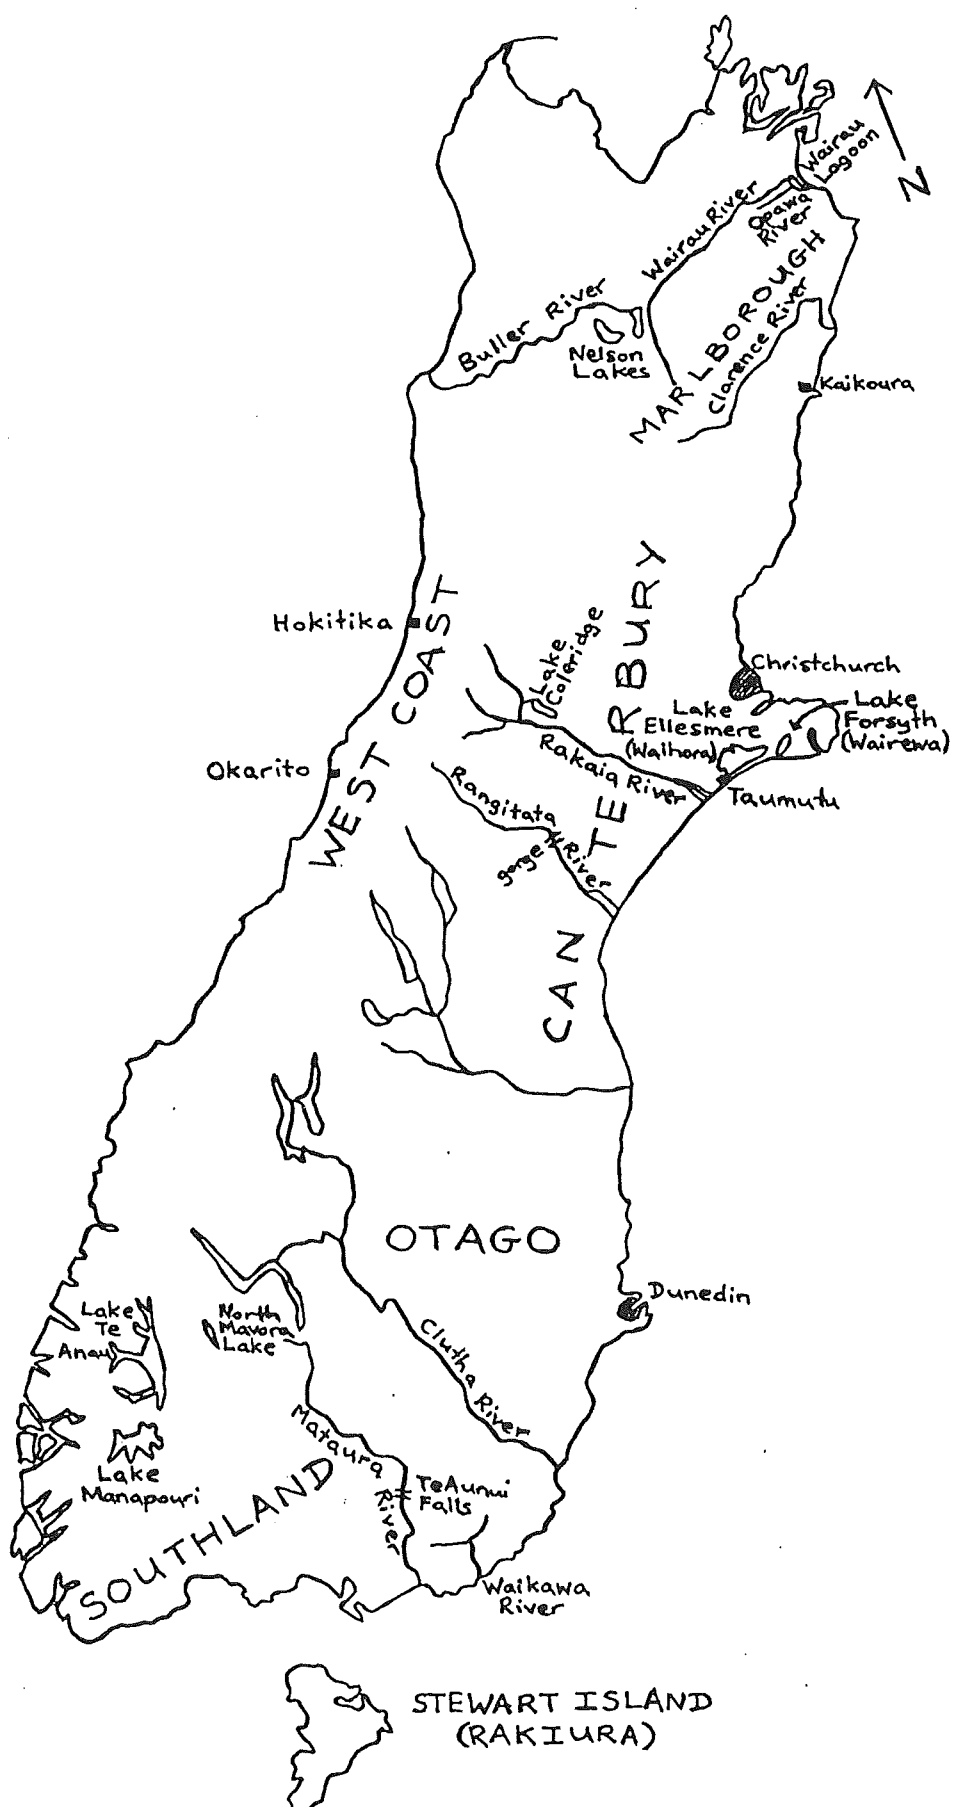 Wairau
Lagoon
N
Wairau River
Opawa
River
MARLBOROUGH
Buller River
Nelson
Lakes
Clarence River
Kaikoura
Hokitika
WEST COAST
CANTERBURY
Lake
Coleridge
Christchurch
Lake
Ellesmere
(Waihora)
Lake
Forsyth
(Wairewa)
Okarito
Rakaia River
Taumutu
Rangitata
River
gorge
OTAGO
Dunedin
Lake
Te
Anau
North
Mavora
Lake
Clutha River
Mataura
River
Lake
Manapouri
TeAunui
Falls
SOUTHLAND
Waikawa
River
STEWART ISLAND
(RAKIURA)